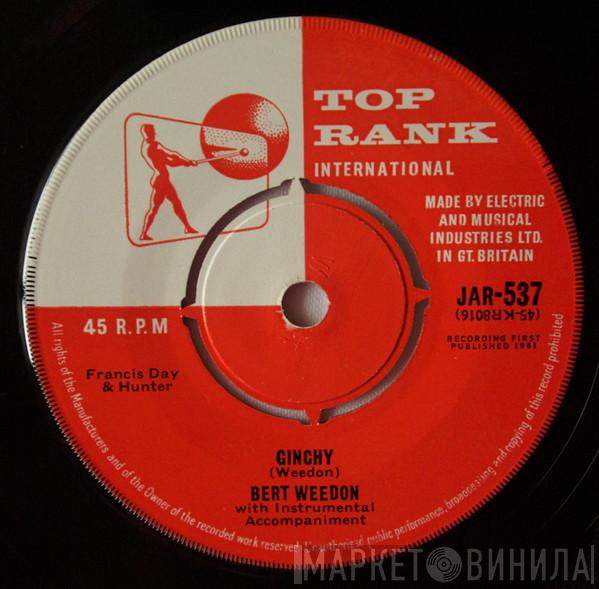 TOP
RANK
INTERNATIONAL
MADE BY ELECTRIC
AND MUSICAL
INDUSTRIES LTD.
IN GT. BRITAIN
JAR-537
(45-KR8016)
RECORDING FIRST
PUBLISHED 1961
45 R.P.M
Francis Day
& Hunter
GINCHY
(Weedon)
BERT WEEDON
with Instrumental
Accompaniment
All rights of the Manufacturers and of the Owner of the recorded work reserved. Unauthorised public performance, broadcasting and copying of this record prohibited
МАРКЕТ ВИНИЛА